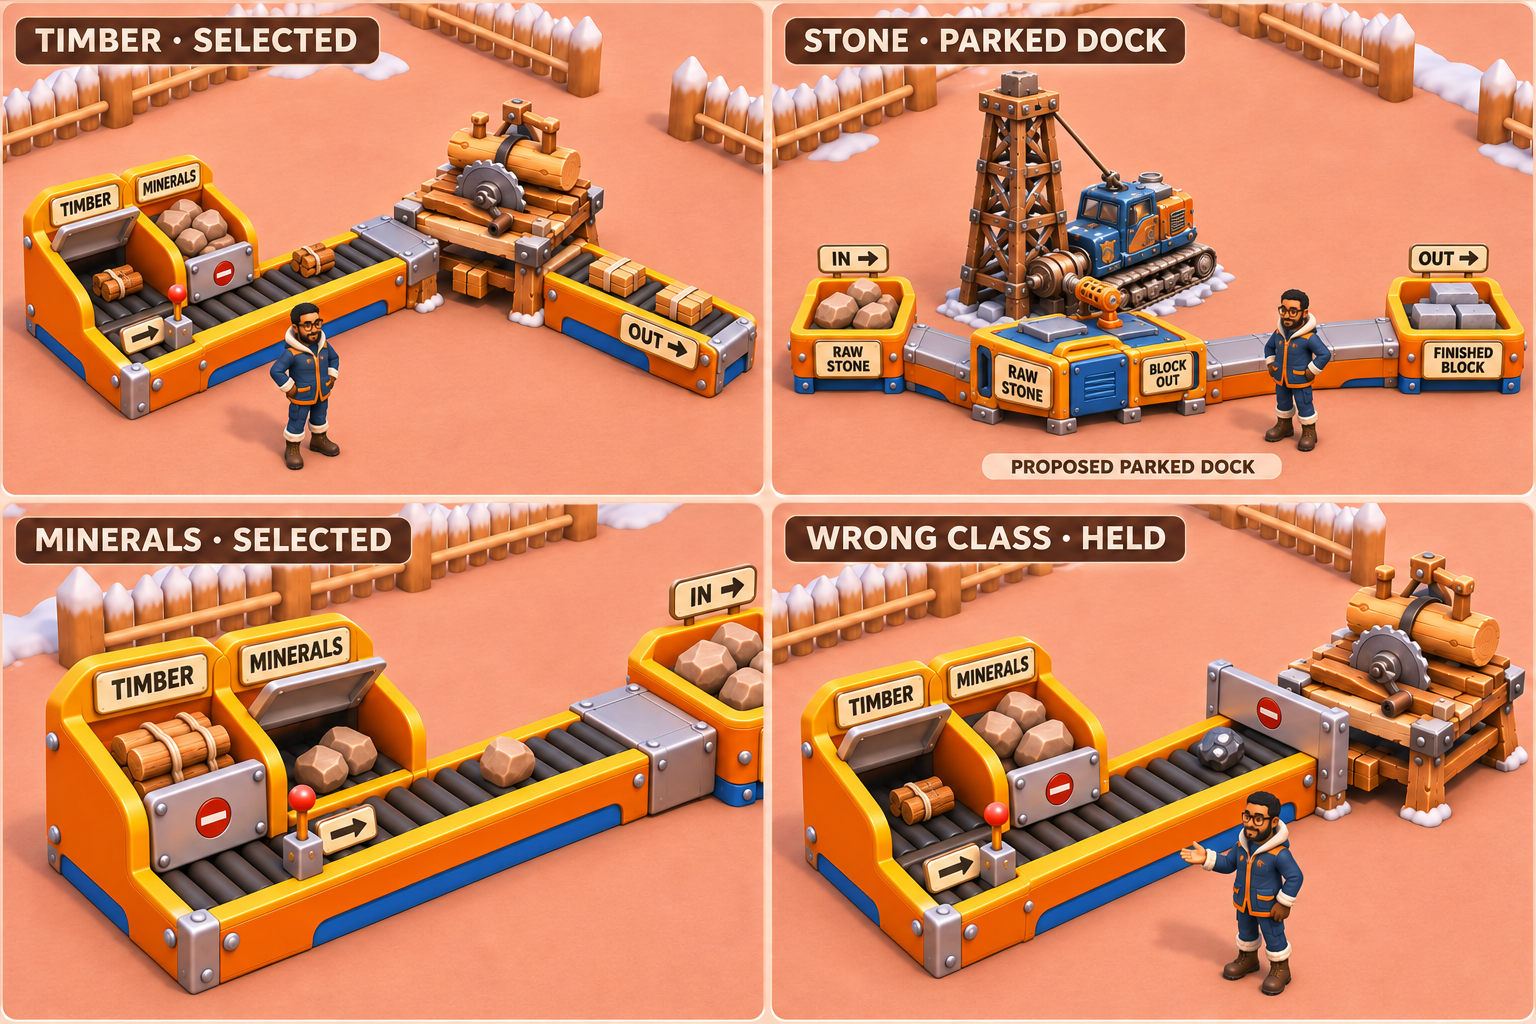 TIMBER · SELECTED
TIMBER
MINERALS
OUT →
STONE · PARKED DOCK
IN →
OUT →
RAW
STONE
RAW
STONE
BLOCK
OUT
FINISHED
BLOCK
PROPOSED PARKED DOCK
MINERALS · SELECTED
TIMBER
MINERALS
IN →
WRONG CLASS · HELD
TIMBER
MINERALS